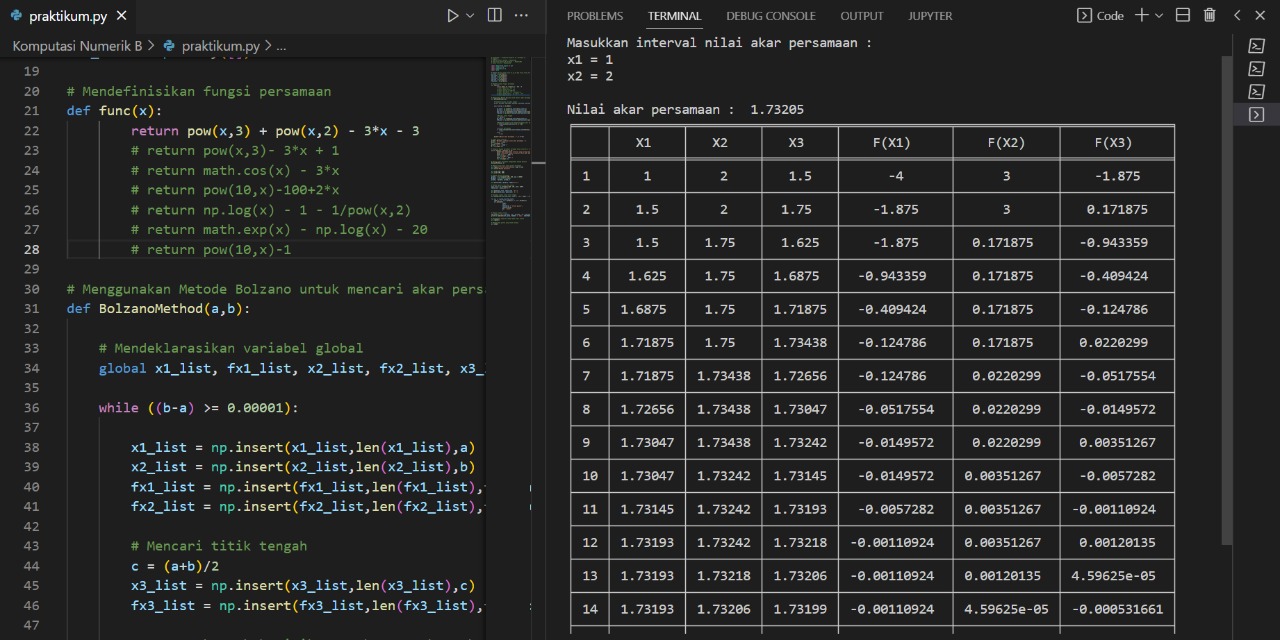 praktikum.py
Komputasi Numerik B > praktikum.py > ...
19
20 # Mendefinisikan fungsi persamaan
21 def func(x):
22 return pow(x,3) + pow(x,2) - 3*x - 3
23 # return pow(x,3)- 3*x + 1
24 # return math.cos(x) - 3*x
25 # return pow(10,x)-100+2*x
26 # return np.log(x) - 1 - 1/pow(x,2)
27 # return math.exp(x) - np.log(x) - 20
28 # return pow(10,x)-1
29
30 # Menggunakan Metode Bolzano untuk mencari akar pers
31 def BolzanoMethod(a,b):
32
33 # Mendeklarasikan variabel global
34 global x1_list, fx1_list, x2_list, fx2_list, x3_
35
36 while ((b-a) >= 0.00001):
37
38 x1_list = np.insert(x1_list,len(x1_list),a)
39 x2_list = np.insert(x2_list,len(x2_list),b)
40 fx1_list = np.insert(fx1_list,len(fx1_list),
41 fx2_list = np.insert(fx2_list,len(fx2_list),
42
43 # Mencari titik tengah
44 c = (a+b)/2
45 x3_list = np.insert(x3_list,len(x3_list),c)
46 fx3_list = np.insert(fx3_list,len(fx3_list),
47
PROBLEMS TERMINAL DEBUG CONSOLE OUTPUT JUPYTER Code
Masukkan interval nilai akar persamaan :
x1 = 1
x2 = 2
Nilai akar persamaan : 1.73205
X1 X2 X3 F(X1) F(X2) F(X3)
1 1 2 1.5 -4 3 -1.875
2 1.5 2 1.75 -1.875 3 0.171875
3 1.5 1.75 1.625 -1.875 0.171875 -0.943359
4 1.625 1.75 1.6875 -0.943359 0.171875 -0.409424
5 1.6875 1.75 1.71875 -0.409424 0.171875 -0.124786
6 1.71875 1.75 1.73438 -0.124786 0.171875 0.0220299
7 1.71875 1.73438 1.72656 -0.124786 0.0220299 -0.0517554
8 1.72656 1.73438 1.73047 -0.0517554 0.0220299 -0.0149572
9 1.73047 1.73438 1.73242 -0.0149572 0.0220299 0.00351267
10 1.73047 1.73242 1.73145 -0.0149572 0.00351267 -0.0057282
11 1.73145 1.73242 1.73193 -0.0057282 0.00351267 -0.00110924
12 1.73193 1.73242 1.73218 -0.00110924 0.00351267 0.00120135
13 1.73193 1.73218 1.73206 -0.00110924 0.00120135 4.59625e-05
14 1.73193 1.73206 1.73199 -0.00110924 4.59625e-05 -0.000531661